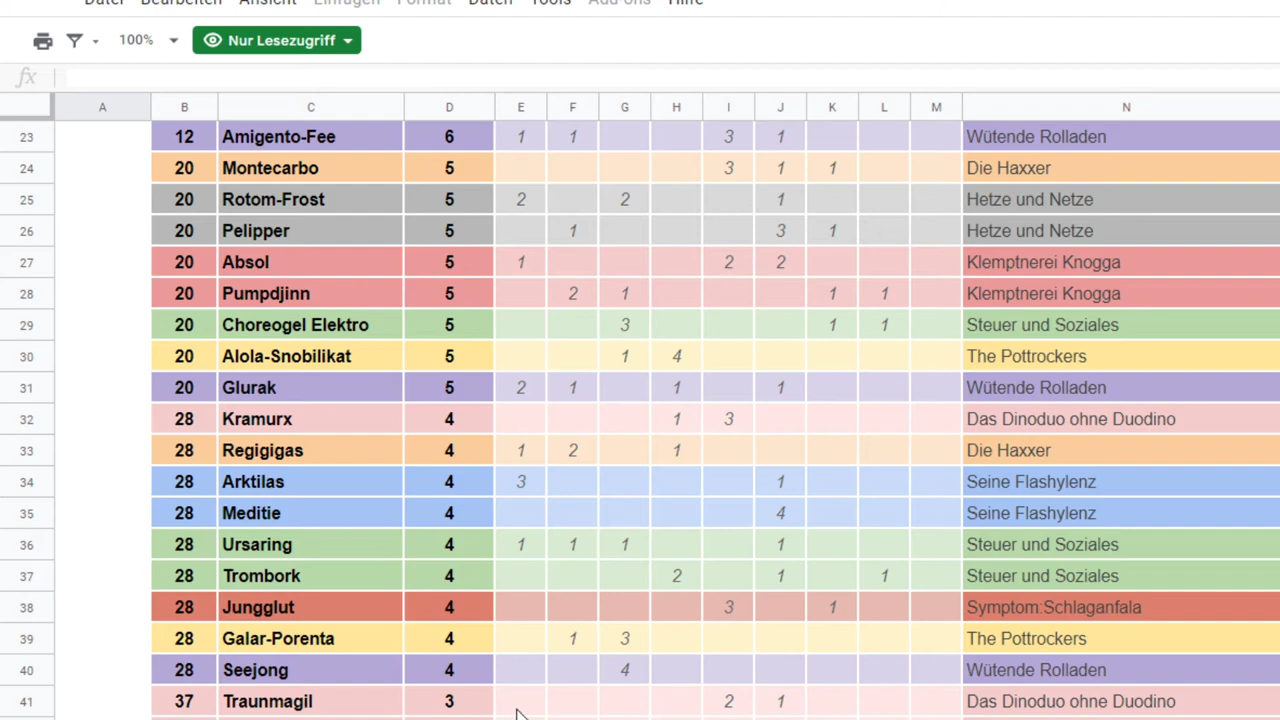 Datei Bearbeiten Ansicht Einfügen Format Daten Tools Add-ons Hilfe
100% Nur Lesezugriff
fx
A B C D E F G H I J K L M N
23 12 Amigento-Fee 6 1 1 3 1 Wütende Rolladen
24 20 Montecarbo 5 3 1 1 Die Haxxer
25 20 Rotom-Frost 5 2 2 1 Hetze und Netze
26 20 Pelipper 5 1 3 1 Hetze und Netze
27 20 Absol 5 1 2 2 Klemptnerei Knogga
28 20 Pumpdjinn 5 2 1 1 1 Klemptnerei Knogga
29 20 Choreogel Elektro 5 3 1 1 Steuer und Soziales
30 20 Alola-Snobilikat 5 1 4 The Pottrockers
31 20 Glurak 5 2 1 1 1 Wütende Rolladen
32 28 Kramurx 4 1 3 Das Dinoduo ohne Duodino
33 28 Regigigas 4 1 2 1 Die Haxxer
34 28 Arktilas 4 3 1 Seine Flashylenz
35 28 Meditie 4 4 Seine Flashylenz
36 28 Ursaring 4 1 1 1 1 Steuer und Soziales
37 28 Trombork 4 2 1 1 Steuer und Soziales
38 28 Jungglut 4 3 1 Symptom:Schlaganfala
39 28 Galar-Porenta 4 1 3 The Pottrockers
40 28 Seejong 4 4 Wütende Rolladen
41 37 Traunmagil 3 2 1 Das Dinoduo ohne Duodino